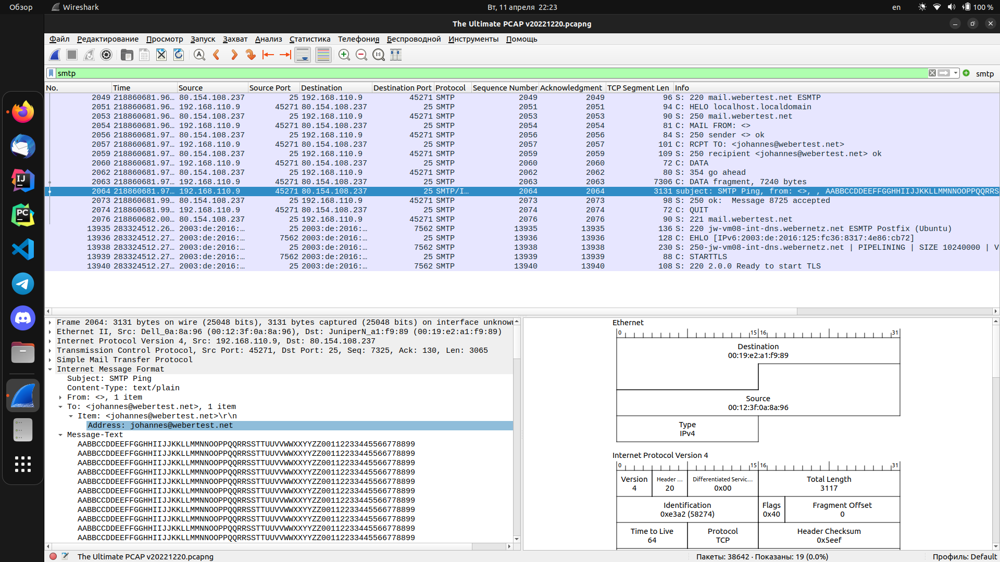 Обзор Wireshark Вт, 11 апреля 22:23 en 100 %
The Ultimate PCAP v20221220.pcapng
Файл Редактирование Просмотр Запуск Захват Анализ Статистика Телефония Беспроводной Инструменты Помощь
smtp smtp
No. Time Source Source Port Destination Destination Port Protocol Sequence Number Acknowledgment TCP Segment Len Info
2049 218860681.96… 80.154.108.237 25 192.168.110.9 45271 SMTP 2049 2049 96 S: 220 mail.webertest.net ESMTP
2051 218860681.96… 192.168.110.9 45271 80.154.108.237 25 SMTP 2051 2051 94 C: HELO localhost.localdomain
2053 218860681.96… 80.154.108.237 25 192.168.110.9 45271 SMTP 2053 2053 90 S: 250 mail.webertest.net
2054 218860681.96… 192.168.110.9 45271 80.154.108.237 25 SMTP 2054 2054 81 C: MAIL FROM: <>
2056 218860681.97… 80.154.108.237 25 192.168.110.9 45271 SMTP 2056 2056 84 S: 250 sender <> ok
2057 218860681.97… 192.168.110.9 45271 80.154.108.237 25 SMTP 2057 2057 101 C: RCPT TO: <johannes@webertest.net>
2059 218860681.97… 80.154.108.237 25 192.168.110.9 45271 SMTP 2059 2059 109 S: 250 recipient <johannes@webertest.net> ok
2060 218860681.97… 192.168.110.9 45271 80.154.108.237 25 SMTP 2060 2060 72 C: DATA
2062 218860681.97… 80.154.108.237 25 192.168.110.9 45271 SMTP 2062 2062 80 S: 354 go ahead
2063 218860681.97… 192.168.110.9 45271 80.154.108.237 25 SMTP 2063 2063 7306 C: DATA fragment, 7240 bytes
2064 218860681.97… 192.168.110.9 45271 80.154.108.237 25 SMTP/I… 2064 2064 3131 subject: SMTP Ping, from: <>, , AABBCCDDEEFFGGHHIIJJKKLLMMNNOOPPQQRRS
2073 218860681.99… 80.154.108.237 25 192.168.110.9 45271 SMTP 2073 2073 98 S: 250 ok: Message 8725 accepted
2074 218860681.99… 192.168.110.9 45271 80.154.108.237 25 SMTP 2074 2074 72 C: QUIT
2076 218860682.00… 80.154.108.237 25 192.168.110.9 45271 SMTP 2076 2076 90 S: 221 mail.webertest.net
13935 283324512.26… 2003:de:2016:… 25 2003:de:2016:… 7562 SMTP 13935 13935 136 S: 220 jw-vm08-int-dns.webernetz.net ESMTP Postfix (Ubuntu)
13936 283324512.27… 2003:de:2016:… 7562 2003:de:2016:… 25 SMTP 13936 13936 128 C: EHLO [IPv6:2003:de:2016:125:fc36:8317:4e86:cb72]
13938 283324512.27… 2003:de:2016:… 25 2003:de:2016:… 7562 SMTP 13938 13938 230 S: 250-jw-vm08-int-dns.webernetz.net | PIPELINING | SIZE 10240000 | V
13939 283324512.27… 2003:de:2016:… 7562 2003:de:2016:… 25 SMTP 13939 13939 88 C: STARTTLS
13940 283324512.27… 2003:de:2016:… 25 2003:de:2016:… 7562 SMTP 13940 13940 108 S: 220 2.0.0 Ready to start TLS
Frame 2064: 3131 bytes on wire (25048 bits), 3131 bytes captured (25048 bits) on interface unknow
Ethernet II, Src: Dell_0a:8a:96 (00:12:3f:0a:8a:96), Dst: JuniperN_a1:f9:89 (00:19:e2:a1:f9:89)
Internet Protocol Version 4, Src: 192.168.110.9, Dst: 80.154.108.237
Transmission Control Protocol, Src Port: 45271, Dst Port: 25, Seq: 7325, Ack: 130, Len: 3065
Simple Mail Transfer Protocol
Internet Message Format
Subject: SMTP Ping
Content-Type: text/plain
From: <>, 1 item
To: <johannes@webertest.net>, 1 item
Item: <johannes@webertest.net>\r\n
Address: johannes@webertest.net
Message-Text
AABBCCDDEEFFGGHHIIJJKKLLMMNNOOPPQQRRSSTTUUVVWWXXYYZZ00112233445566778899
AABBCCDDEEFFGGHHIIJJKKLLMMNNOOPPQQRRSSTTUUVVWWXXYYZZ00112233445566778899
AABBCCDDEEFFGGHHIIJJKKLLMMNNOOPPQQRRSSTTUUVVWWXXYYZZ00112233445566778899
AABBCCDDEEFFGGHHIIJJKKLLMMNNOOPPQQRRSSTTUUVVWWXXYYZZ00112233445566778899
AABBCCDDEEFFGGHHIIJJKKLLMMNNOOPPQQRRSSTTUUVVWWXXYYZZ00112233445566778899
AABBCCDDEEFFGGHHIIJJKKLLMMNNOOPPQQRRSSTTUUVVWWXXYYZZ00112233445566778899
AABBCCDDEEFFGGHHIIJJKKLLMMNNOOPPQQRRSSTTUUVVWWXXYYZZ00112233445566778899
AABBCCDDEEFFGGHHIIJJKKLLMMNNOOPPQQRRSSTTUUVVWWXXYYZZ00112233445566778899
AABBCCDDEEFFGGHHIIJJKKLLMMNNOOPPQQRRSSTTUUVVWWXXYYZZ00112233445566778899
AABBCCDDEEFFGGHHIIJJKKLLMMNNOOPPQQRRSSTTUUVVWWXXYYZZ00112233445566778899
AABBCCDDEEFFGGHHIIJJKKLLMMNNOOPPQQRRSSTTUUVVWWXXYYZZ00112233445566778899
Ethernet
0 15 16 31
Destination
00:19:e2:a1:f9:89
Source
00:12:3f:0a:8a:96
Type
IPv4
Internet Protocol Version 4
0 15 16 31
Version Header … Differentiated Servic… Total Length
4 20 0x00 3117
Identification Flags Fragment Offset
0xe3a2 (58274) 0x40 0
Time to Live Protocol Header Checksum
64 TCP 0x5eef
The Ultimate PCAP v20221220.pcapng Пакеты: 38642 · Показаны: 19 (0.0%) Профиль: Default